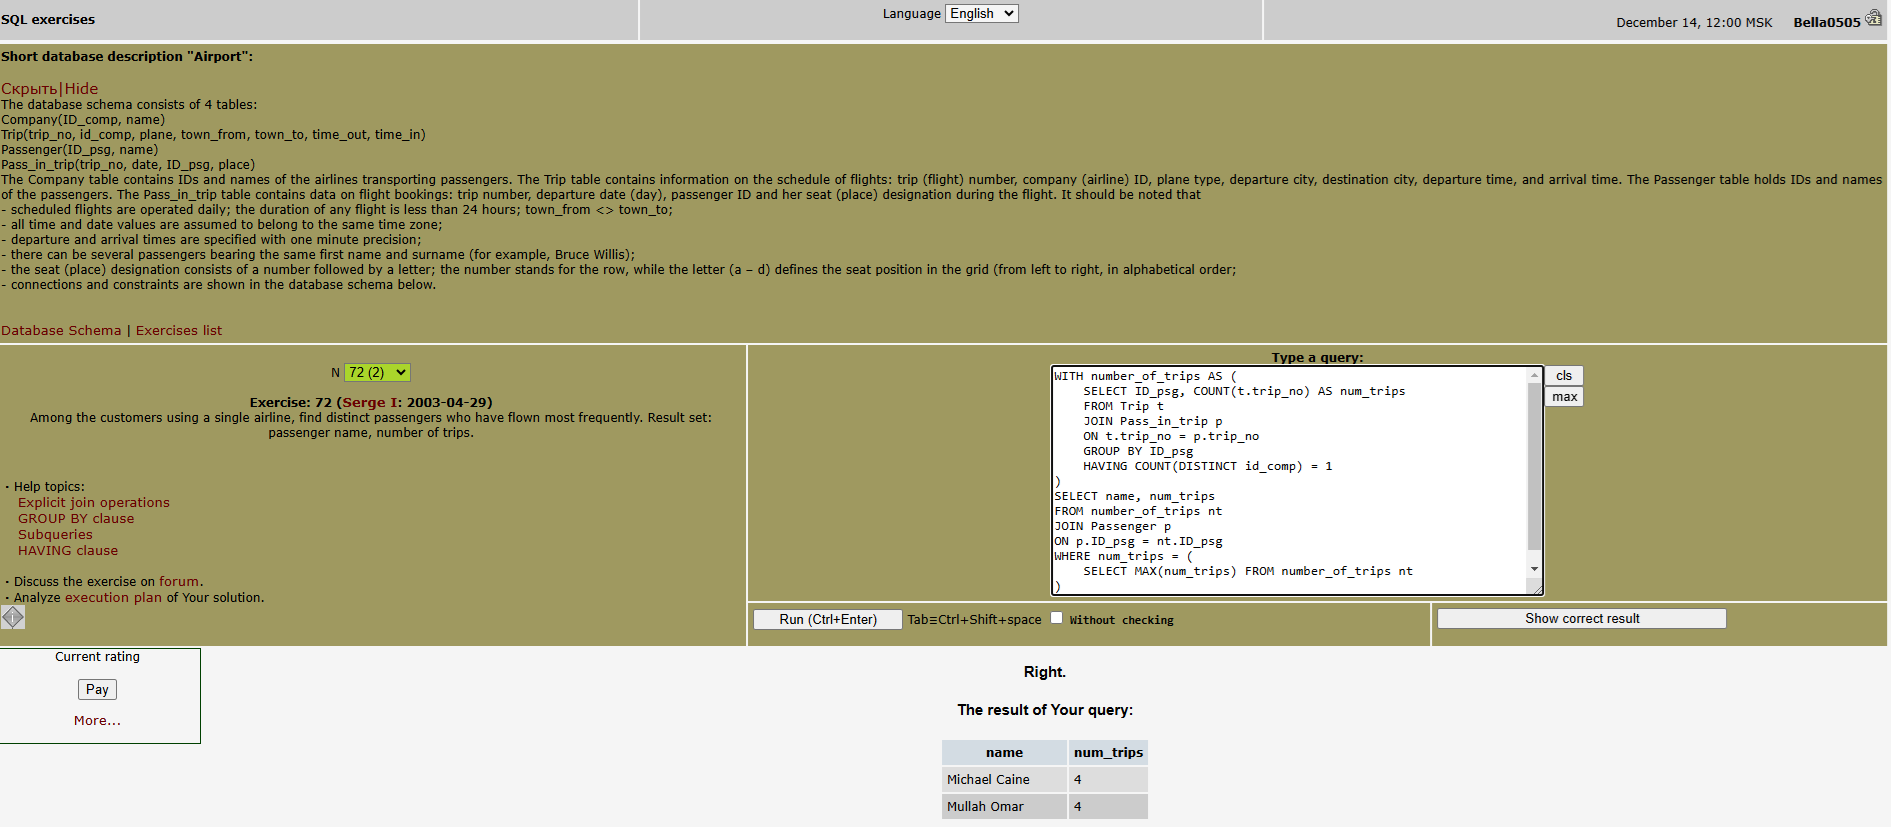 SQL exercises
Language English
December 14, 12:00 MSK Bella0505
Short database description "Airport":
Скрыть|Hide
The database schema consists of 4 tables:
Company(ID_comp, name)
Trip(trip_no, id_comp, plane, town_from, town_to, time_out, time_in)
Passenger(ID_psg, name)
Pass_in_trip(trip_no, date, ID_psg, place)
The Company table contains IDs and names of the airlines transporting passengers. The Trip table contains information on the schedule of flights: trip (flight) number, company (airline) ID, plane type, departure city, destination city, departure time, and arrival time. The Passenger table holds IDs and names
of the passengers. The Pass_in_trip table contains data on flight bookings: trip number, departure date (day), passenger ID and her seat (place) designation during the flight. It should be noted that
- scheduled flights are operated daily; the duration of any flight is less than 24 hours; town_from <> town_to;
- all time and date values are assumed to belong to the same time zone;
- departure and arrival times are specified with one minute precision;
- there can be several passengers bearing the same first name and surname (for example, Bruce Willis);
- the seat (place) designation consists of a number followed by a letter; the number stands for the row, while the letter (a – d) defines the seat position in the grid (from left to right, in alphabetical order;
- connections and constraints are shown in the database schema below.
Database Schema | Exercises list
N 72 (2)
Exercise: 72 (Serge I: 2003-04-29)
Among the customers using a single airline, find distinct passengers who have flown most frequently. Result set:
passenger name, number of trips.
· Help topics:
Explicit join operations
GROUP BY clause
Subqueries
HAVING clause
· Discuss the exercise on forum.
· Analyze execution plan of Your solution.
Type a query:
WITH number_of_trips AS (
    SELECT ID_psg, COUNT(t.trip_no) AS num_trips
    FROM Trip t
    JOIN Pass_in_trip p
    ON t.trip_no = p.trip_no
    GROUP BY ID_psg
    HAVING COUNT(DISTINCT id_comp) = 1
)
SELECT name, num_trips
FROM number_of_trips nt
JOIN Passenger p
ON p.ID_psg = nt.ID_psg
WHERE num_trips = (
    SELECT MAX(num_trips) FROM number_of_trips nt
)
cls
max
Run (Ctrl+Enter) Tab≡Ctrl+Shift+space Without checking
Show correct result
Current rating
Pay
More...
Right.
The result of Your query:
name num_trips
Michael Caine 4
Mullah Omar 4